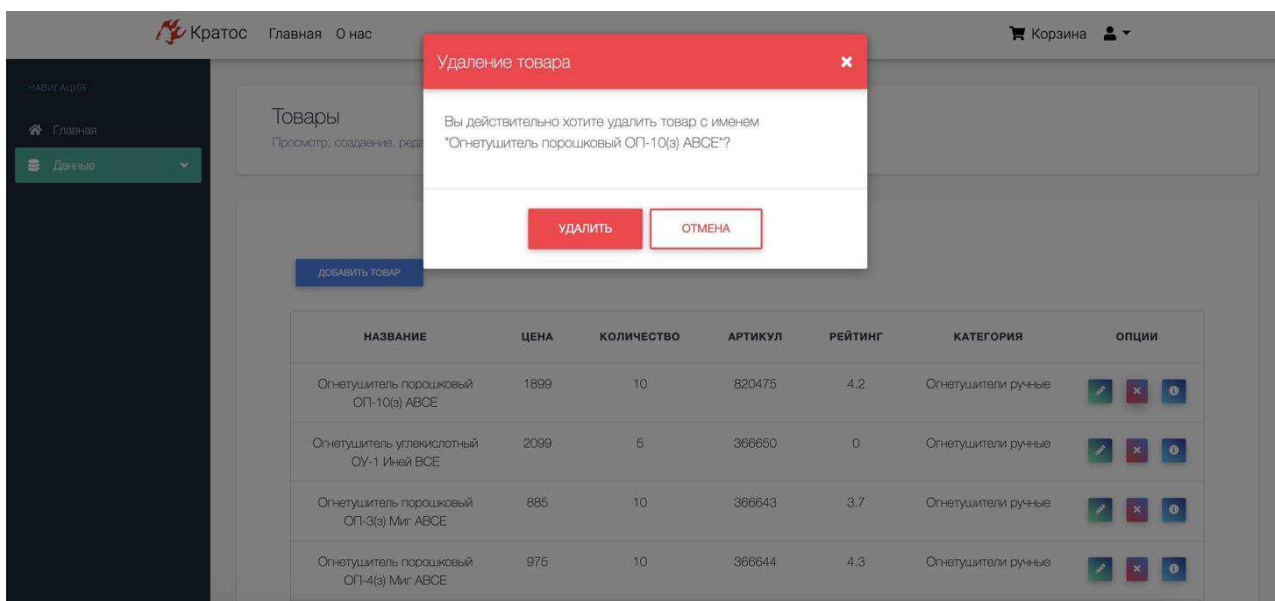 Кратос Главная О нас
Корзина
Удаление товара
НАВИГАЦИЯ
Главная
Данные
Товары
Просмотр, создаение, реда
Вы действительно хотите удалить товар с именем
"Огнетушитель порошковый ОП-10(з) АВСЕ"?
УДАЛИТЬ ОТМЕНА
ДОБАВИТЬ ТОВАР
НАЗВАНИЕ ЦЕНА КОЛИЧЕСТВО АРТИКУЛ РЕЙТИНГ КАТЕГОРИЯ ОПЦИИ
Огнетушитель порошковый 1899 10 820475 4.2 Огнетушители ручные
ОП-10(з) АВСЕ
Огнетушитель углекислотный 2099 5 366650 0 Огнетушители ручные
ОУ-1 Иней ВСЕ
Огнетушитель порошковый 885 10 366643 3.7 Огнетушители ручные
ОП-3(з) Миг АВСЕ
Огнетушитель порошковый 975 10 366644 4.3 Огнетушители ручные
ОП-4(з) Миг АВСЕ